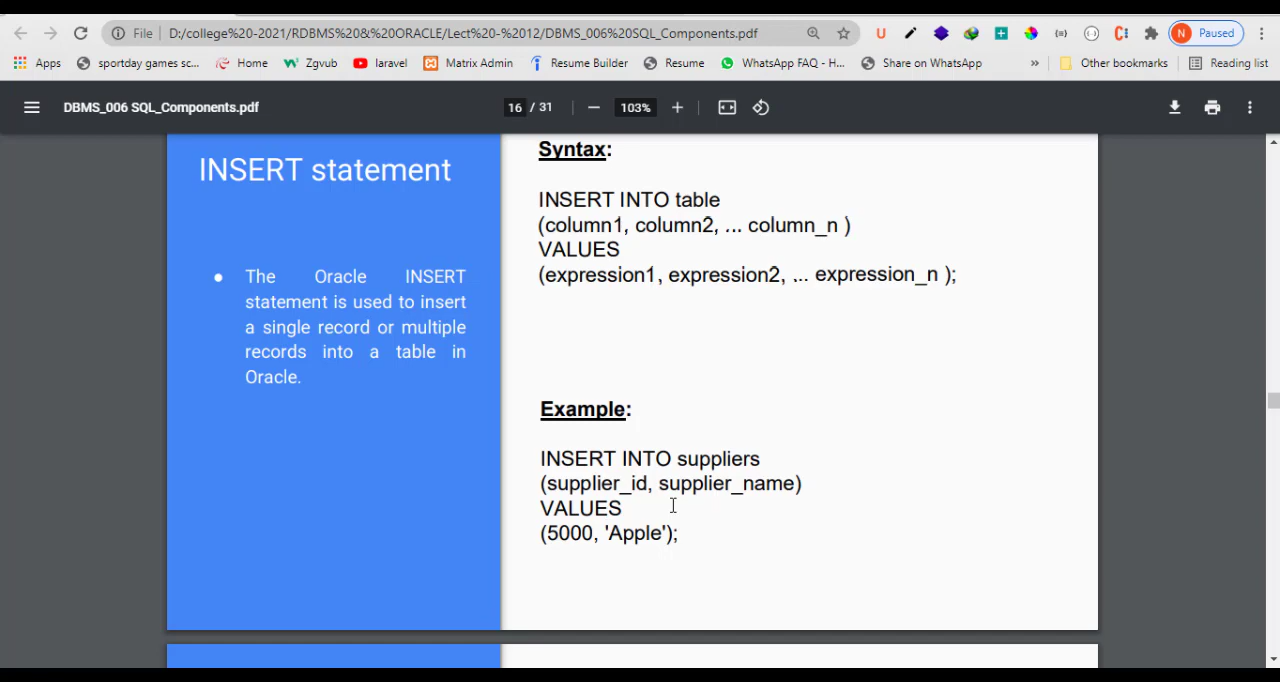 File D:/college%20-2021/RDBMS%20&%20ORACLE/Lect%20-%2012/DBMS_006%20SQL_Components.pdf U N Paused
Apps sportday games sc... Home Zgvub laravel Matrix Admin Resume Builder Resume WhatsApp FAQ - H... Share on WhatsApp » Other bookmarks Reading list
DBMS_006 SQL_Components.pdf 16 / 31 — 103% +
INSERT statement
● The Oracle INSERT
statement is used to insert
a single record or multiple
records into a table in
Oracle.
Syntax:
INSERT INTO table
(column1, column2, ... column_n )
VALUES
(expression1, expression2, ... expression_n );
Example:
INSERT INTO suppliers
(supplier_id, supplier_name)
VALUES
(5000, 'Apple');